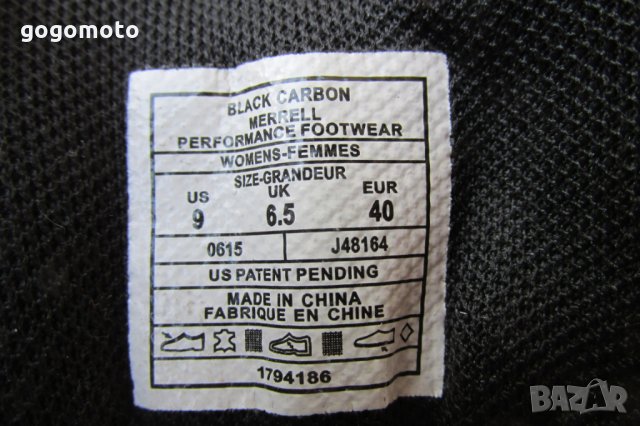 gogomoto
BLACK CARBON
MERRELL
PERFORMANCE FOOTWEAR
WOMENS-FEMMES
SIZE-GRANDEUR
US UK EUR
9 6.5 40
0615 J48164
US PATENT PENDING
MADE IN CHINA
FABRIQUE EN CHINE
1794186
BAZAR